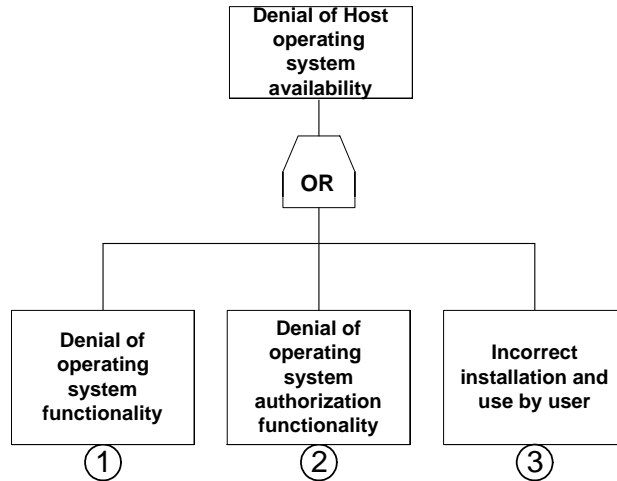 Denial of Host
operating
system
availability
OR
Denial of
operating
system
functionality
Denial of
operating
system
authorization
functionality
Incorrect
installation and
use by user
1
2
3